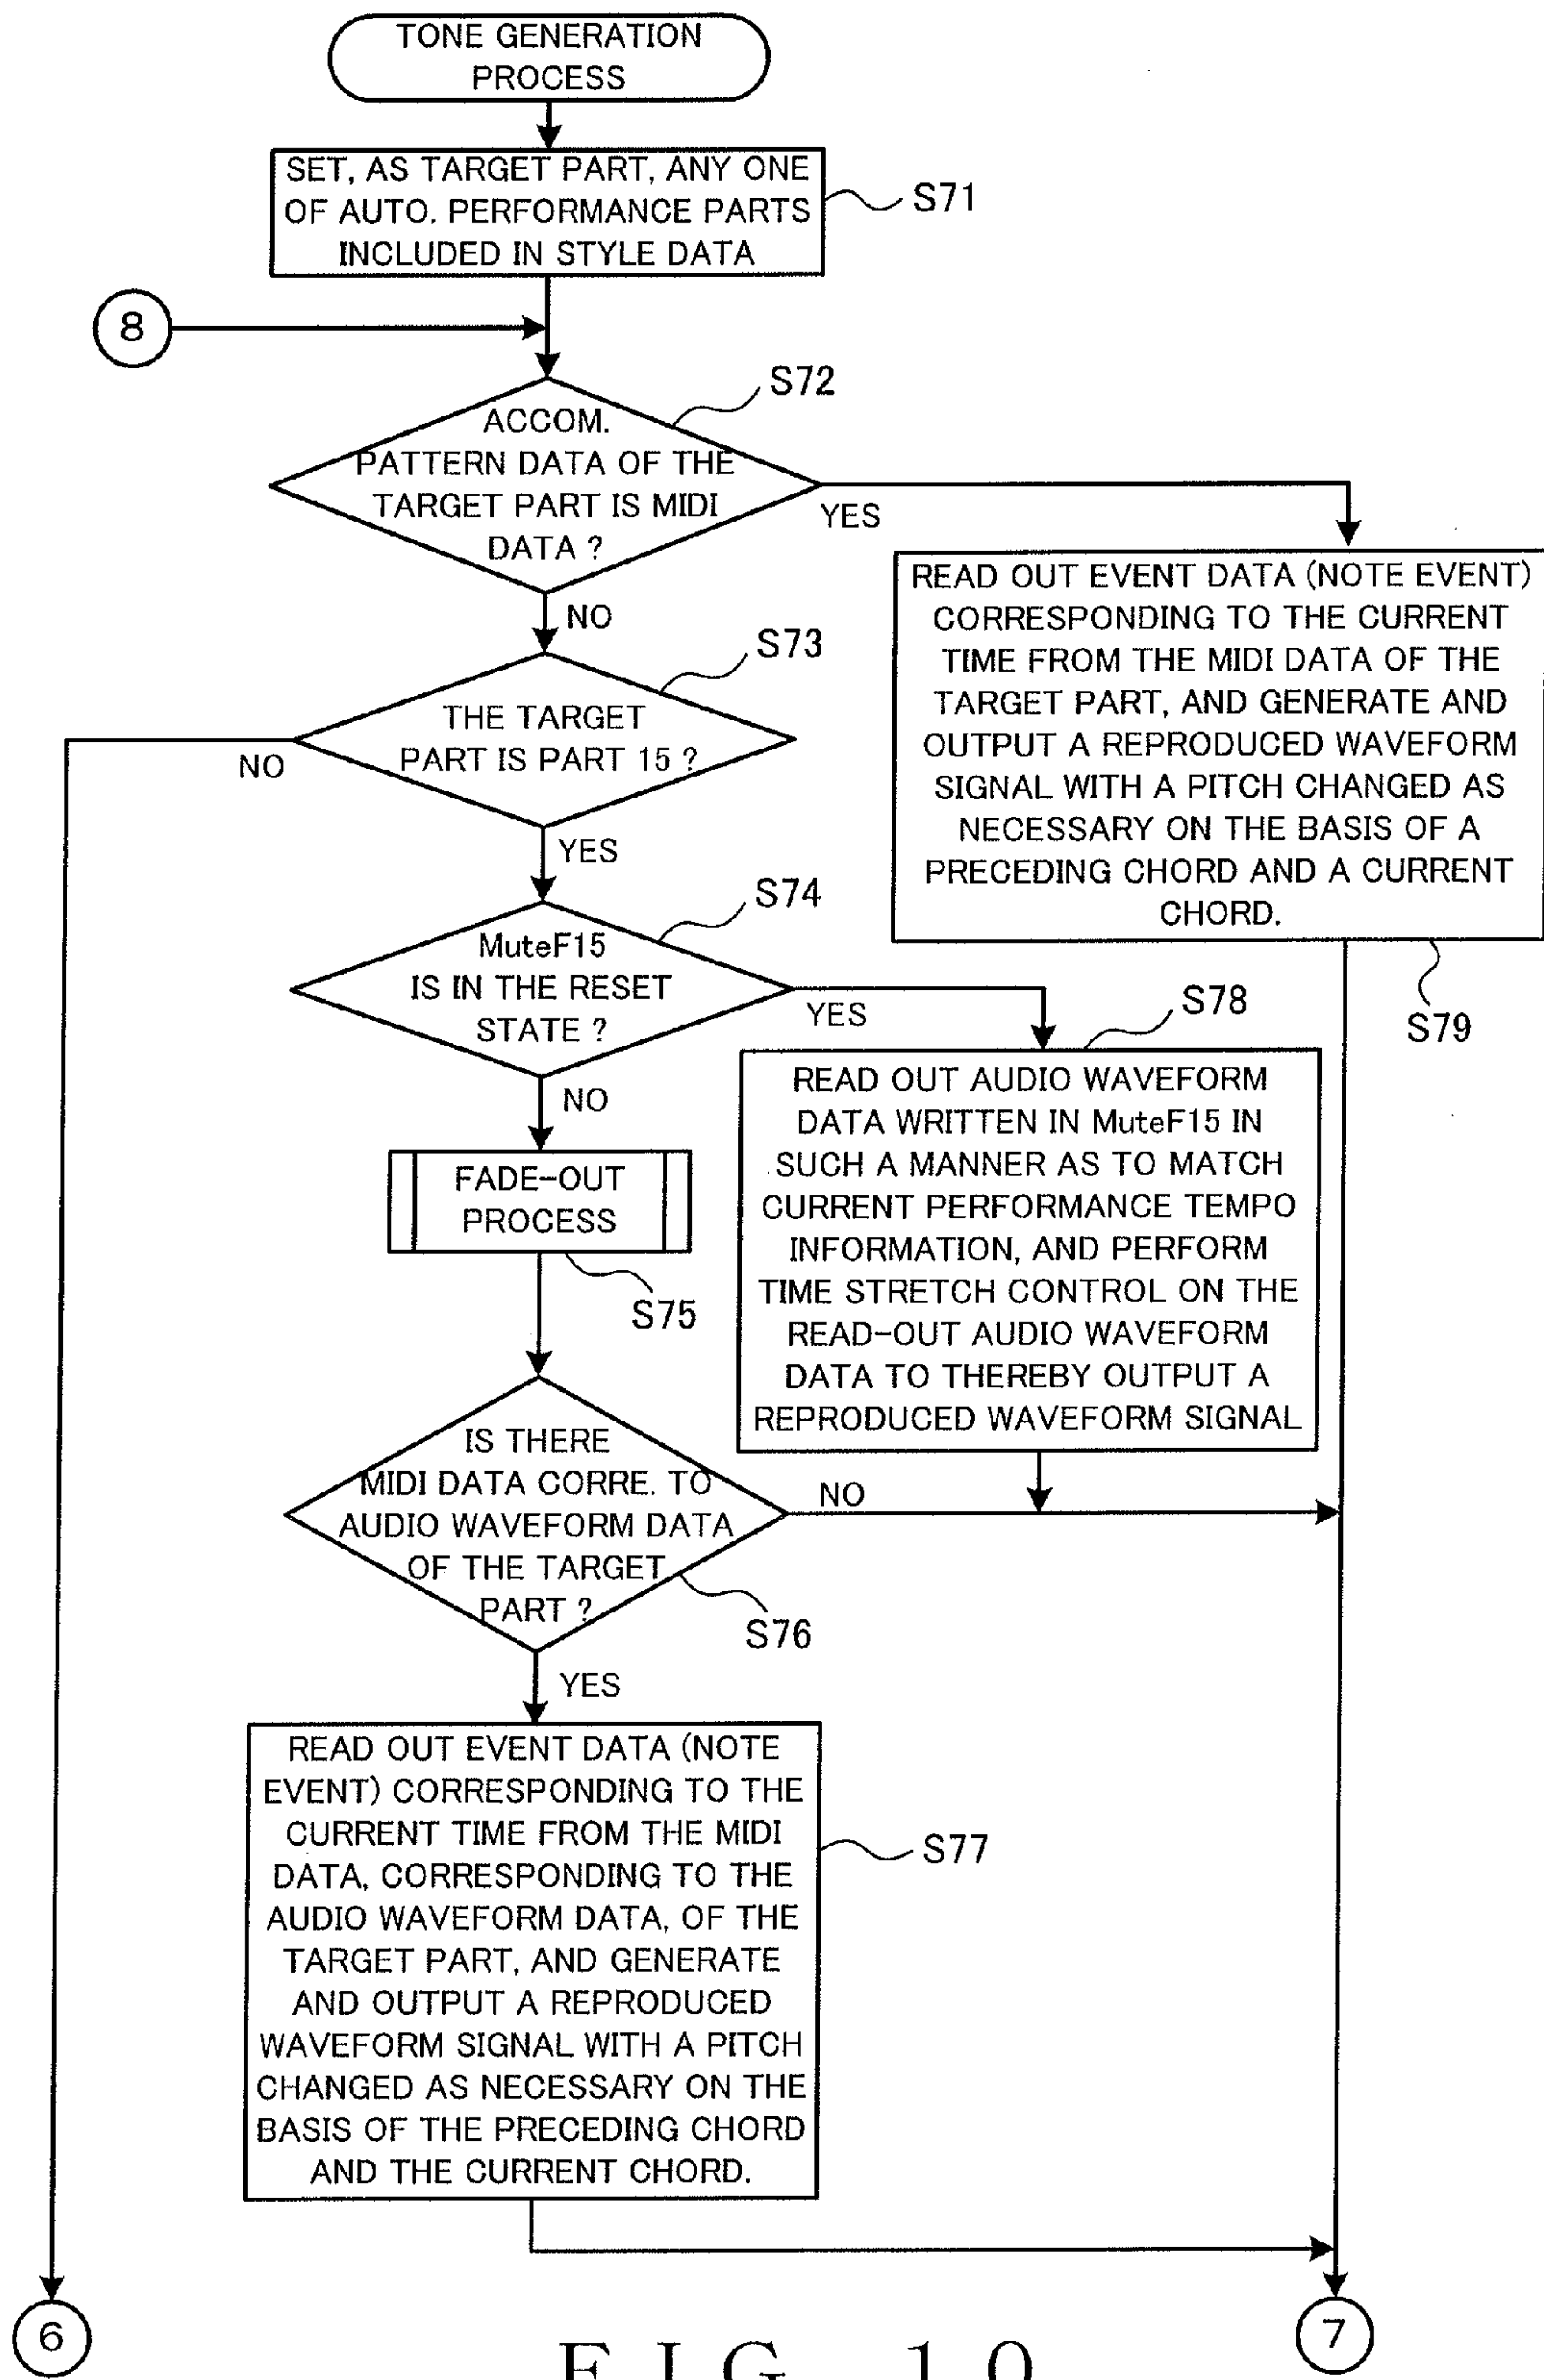 TONE GENERATION
PROCESS
SET, AS TARGET PART, ANY ONE
OF AUTO. PERFORMANCE PARTS
INCLUDED IN STYLE DATA
S71
8
S72
ACCOM.
PATTERN DATA OF THE
TARGET PART IS MIDI
DATA ?
YES
NO
READ OUT EVENT DATA (NOTE EVENT)
CORRESPONDING TO THE CURRENT
TIME FROM THE MIDI DATA OF THE
TARGET PART, AND GENERATE AND
OUTPUT A REPRODUCED WAVEFORM
SIGNAL WITH A PITCH CHANGED AS
NECESSARY ON THE BASIS OF A
PRECEDING CHORD AND A CURRENT
CHORD.
S79
S73
THE TARGET
PART IS PART 15 ?
NO
YES
S74
MuteF15
IS IN THE RESET
STATE ?
YES
NO
S78
READ OUT AUDIO WAVEFORM
DATA WRITTEN IN MuteF15 IN
SUCH A MANNER AS TO MATCH
CURRENT PERFORMANCE TEMPO
INFORMATION, AND PERFORM
TIME STRETCH CONTROL ON THE
READ-OUT AUDIO WAVEFORM
DATA TO THEREBY OUTPUT A
REPRODUCED WAVEFORM SIGNAL
FADE-OUT
PROCESS
S75
IS THERE
MIDI DATA CORRE. TO
AUDIO WAVEFORM DATA
OF THE TARGET
PART ?
NO
S76
YES
READ OUT EVENT DATA (NOTE
EVENT) CORRESPONDING TO THE
CURRENT TIME FROM THE MIDI
DATA, CORRESPONDING TO THE
AUDIO WAVEFORM DATA, OF THE
TARGET PART, AND GENERATE
AND OUTPUT A REPRODUCED
WAVEFORM SIGNAL WITH A PITCH
CHANGED AS NECESSARY ON THE
BASIS OF THE PRECEDING CHORD
AND THE CURRENT CHORD.
S77
6
7
FIG. 10